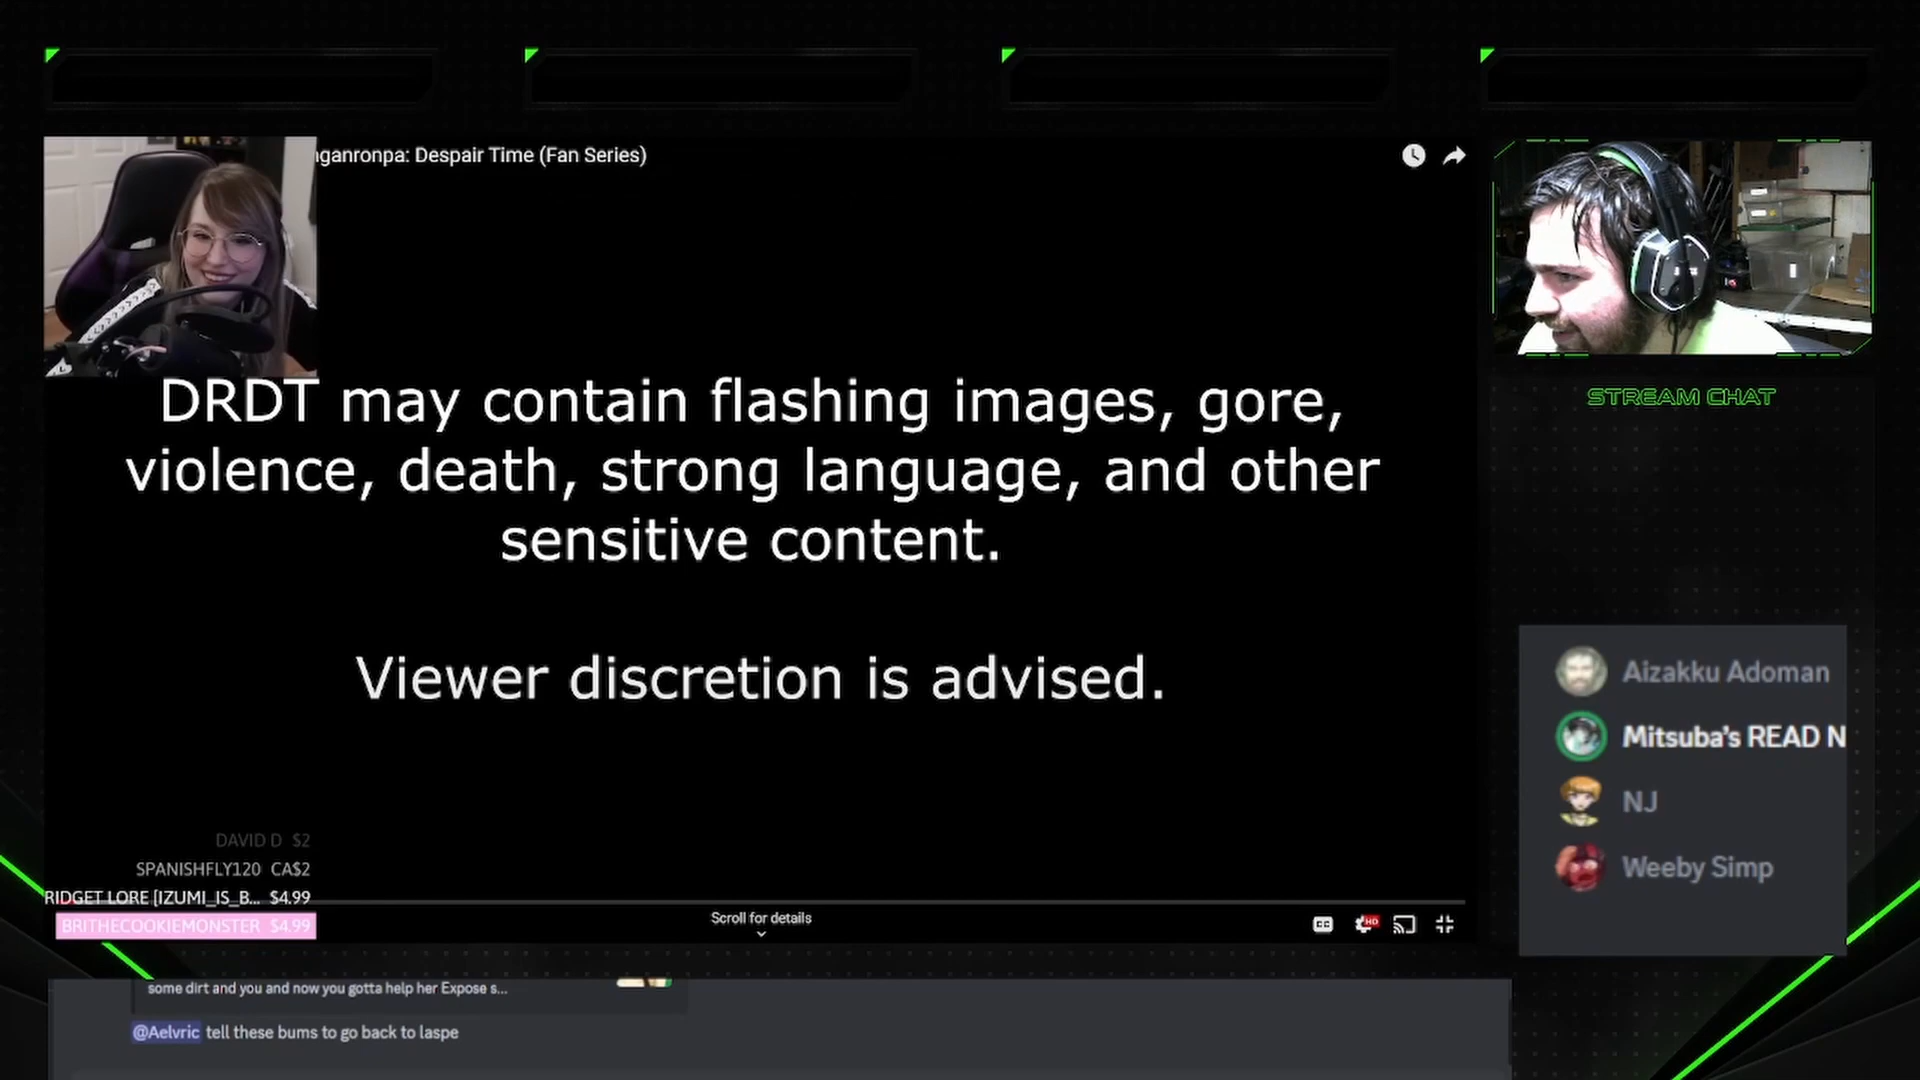 nganronpa: Despair Time (Fan Series)
DRDT may contain flashing images, gore,
violence, death, strong language, and other
sensitive content.
Viewer discretion is advised.
STREAM CHAT
Aizakku Adoman
Mitsuba's READ N
NJ
Weeby Simp
DAVID D $2
SPANISHFLY120 CA$2
RIDGET LORE [IZUMI_IS_B... $4.99
BRITHECOOKIEMONSTER $4.99
Scroll for details
CC
HD
some dirt and you and now you gotta help her Expose s...
@Aelvric tell these bums to go back to laspe